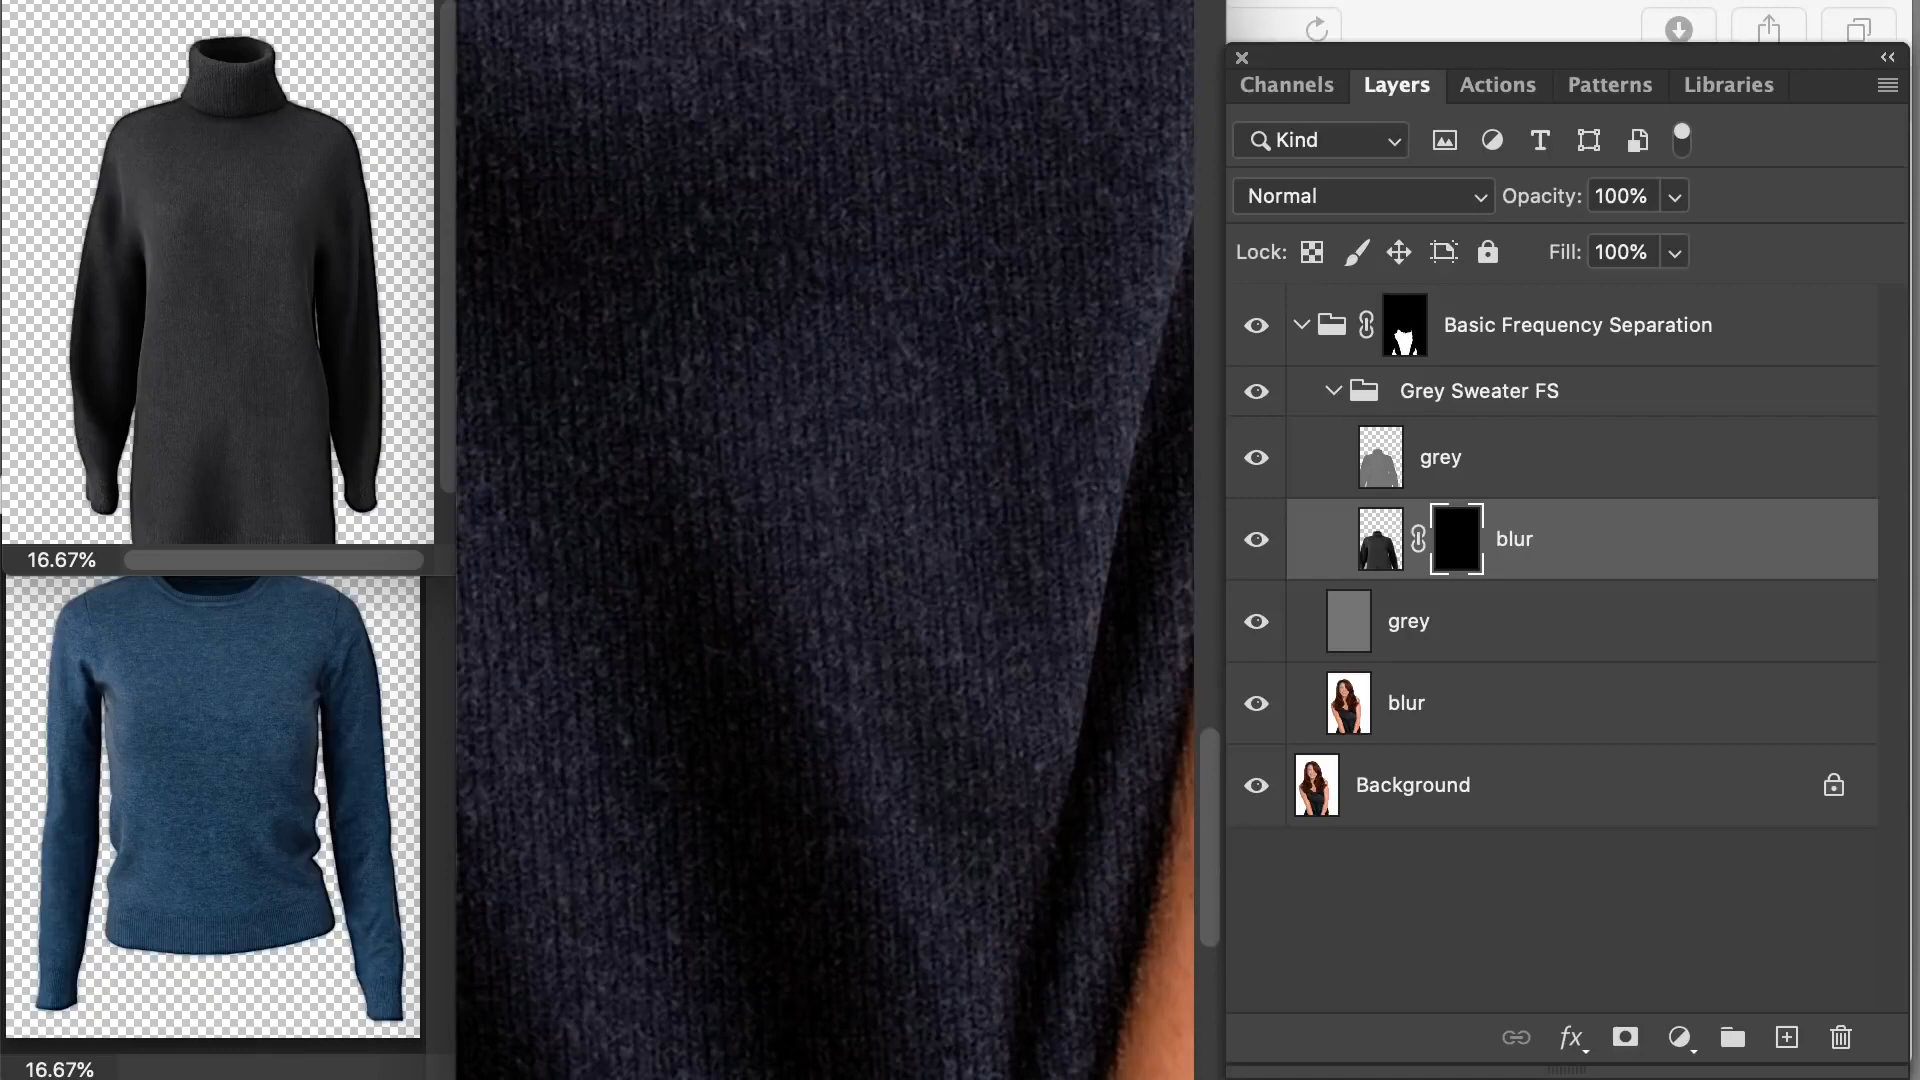 Channels
Layers
Actions
Patterns
Libraries
Kind
Normal
Opacity: 100%
Lock:
Fill: 100%
Basic Frequency Separation
Grey Sweater FS
grey
blur
grey
blur
Background
fx
16.67%
16.67%